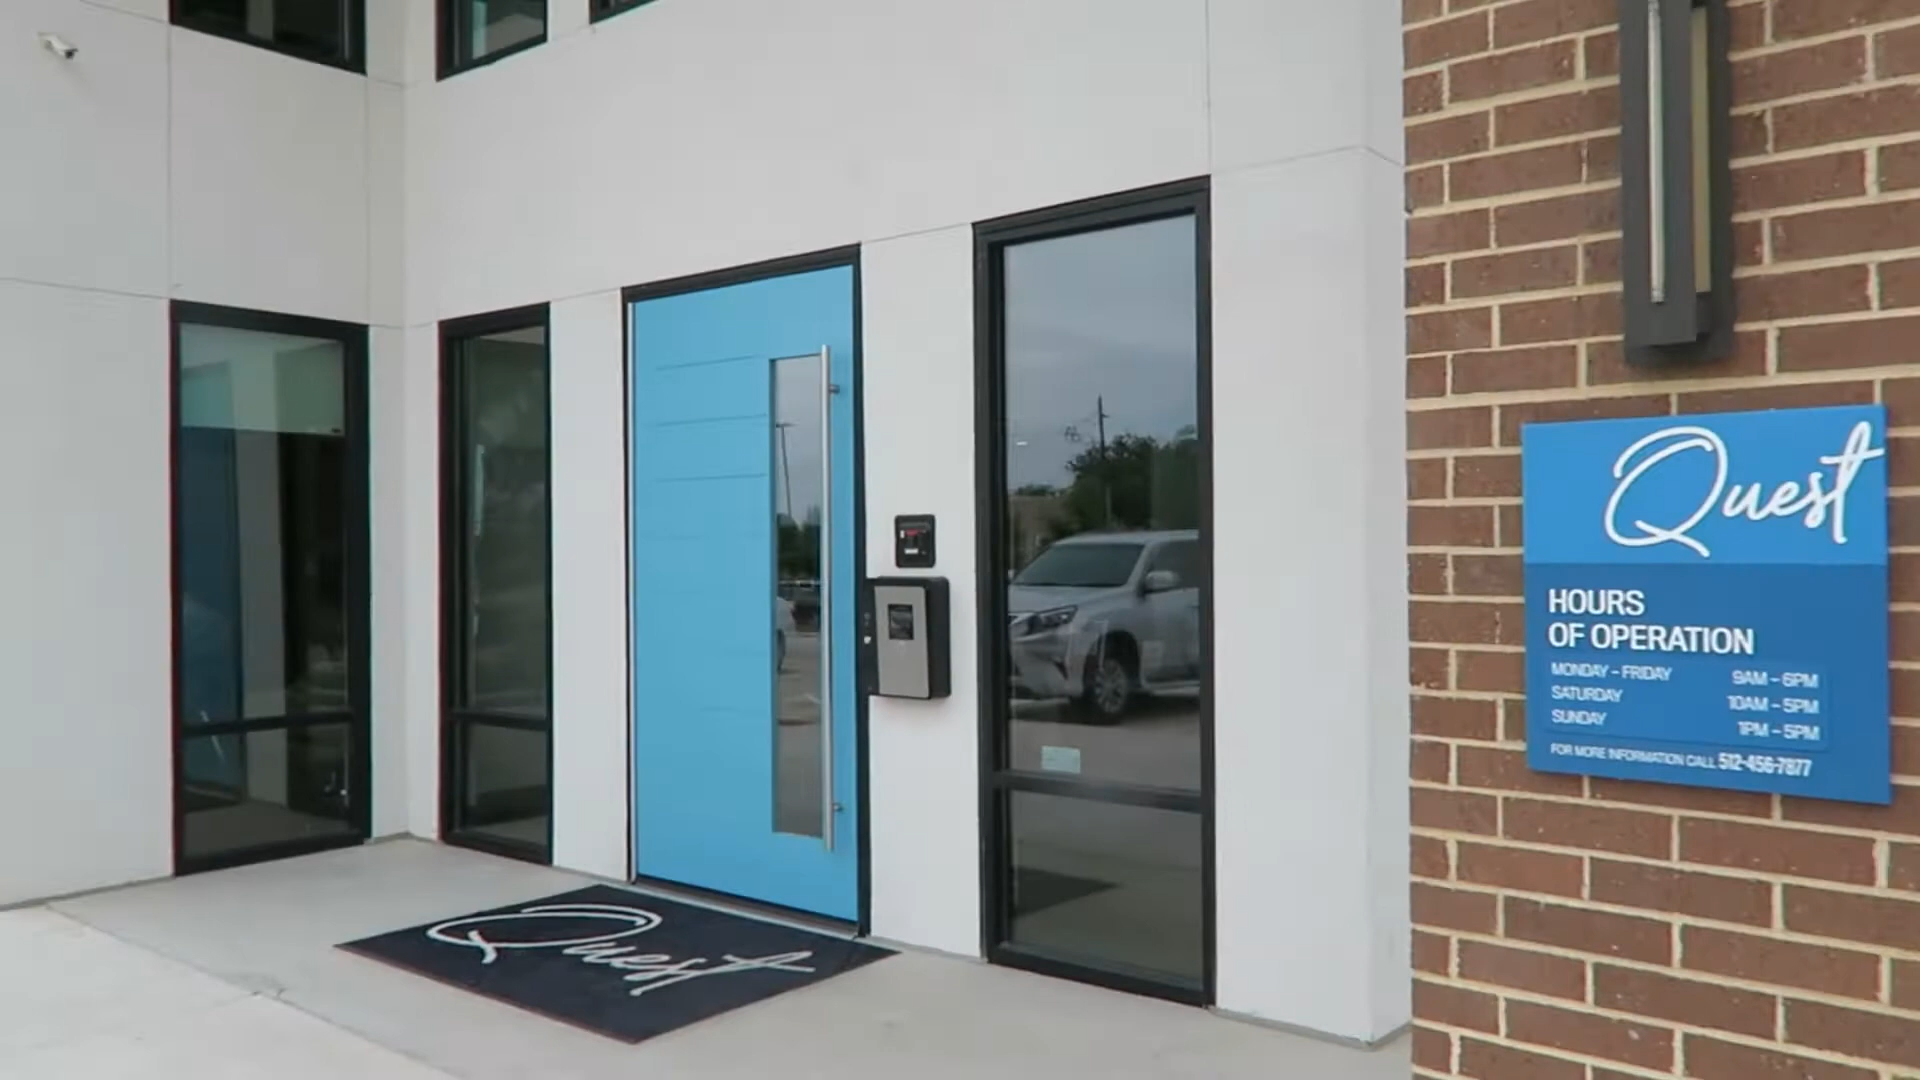 Quest
HOURS
OF OPERATION
MONDAY – FRIDAY 9AM – 6PM
SATURDAY 10AM – 5PM
SUNDAY 1PM – 5PM
FOR MORE INFORMATION CALL 512-456-7877
Quest